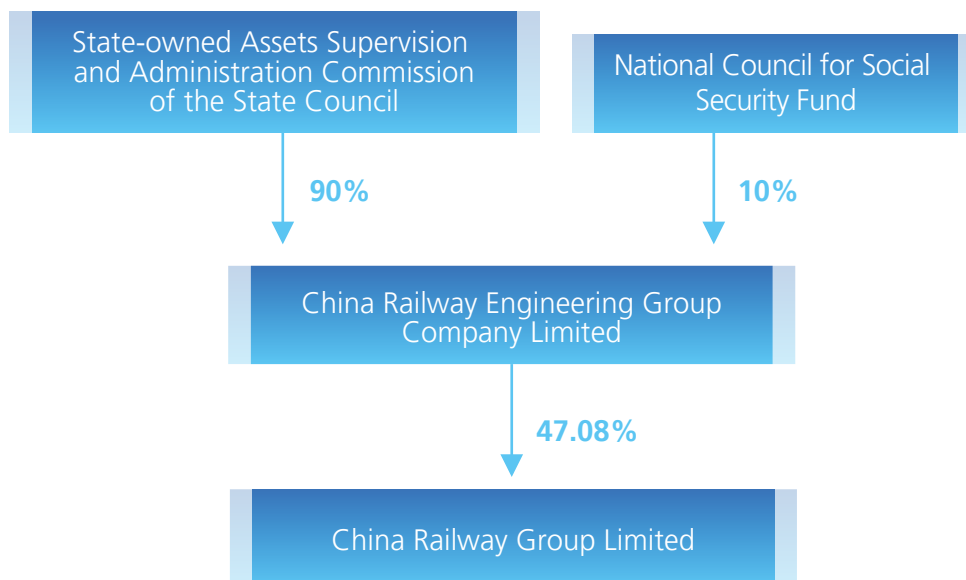 State-owned Assets Supervision
and Administration Commission
of the State Council
National Council for Social
Security Fund
90%
10%
China Railway Engineering Group
Company Limited
47.08%
China Railway Group Limited